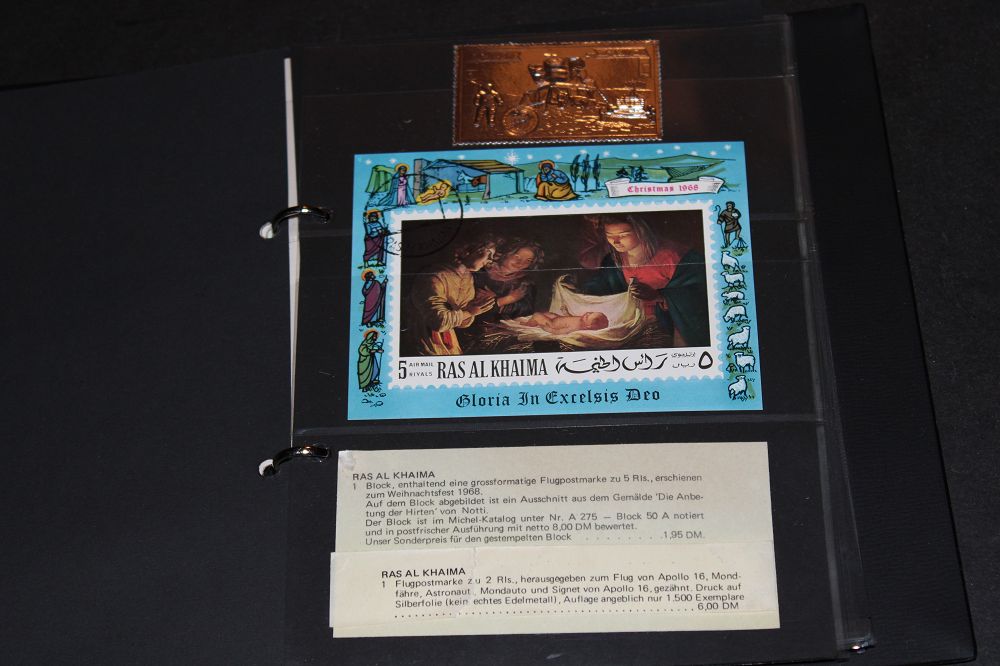 Christmas 1968
5 AIR MAIL RIYALS RAS AL KHAIMA رأس الخيمة ريال ٥
Gloria In Excelsis Deo
RAS AL KHAIMA
1 Block, enthaltend eine grossformatige Flugpostmarke zu 5 Rls., erschienen
zum Weihnachtsfest 1968.
Auf dem Block abgebildet ist ein Ausschnitt aus dem Gemälde 'Die Anbe-
tung der Hirten' von Notti.
Der Block ist im Michel-Katalog unter Nr. A 275 — Block 50 A notiert
und in postfrischer Ausführung mit netto 8,00 DM bewertet.
Unser Sonderpreis für den gestempelten Block . . . . . . . . .1,95 DM.
RAS AL KHAIMA
1 Flugpostmarke zu 2 Rls., herausgegeben zum Flug von Apollo 16, Mond-
fähre, Astronaut, Mondauto und Signet von Apollo 16, gezähnt. Druck auf
Silberfolie (kein echtes Edelmetall), Auflage angeblich nur 1.500 Exemplare
6,00 DM